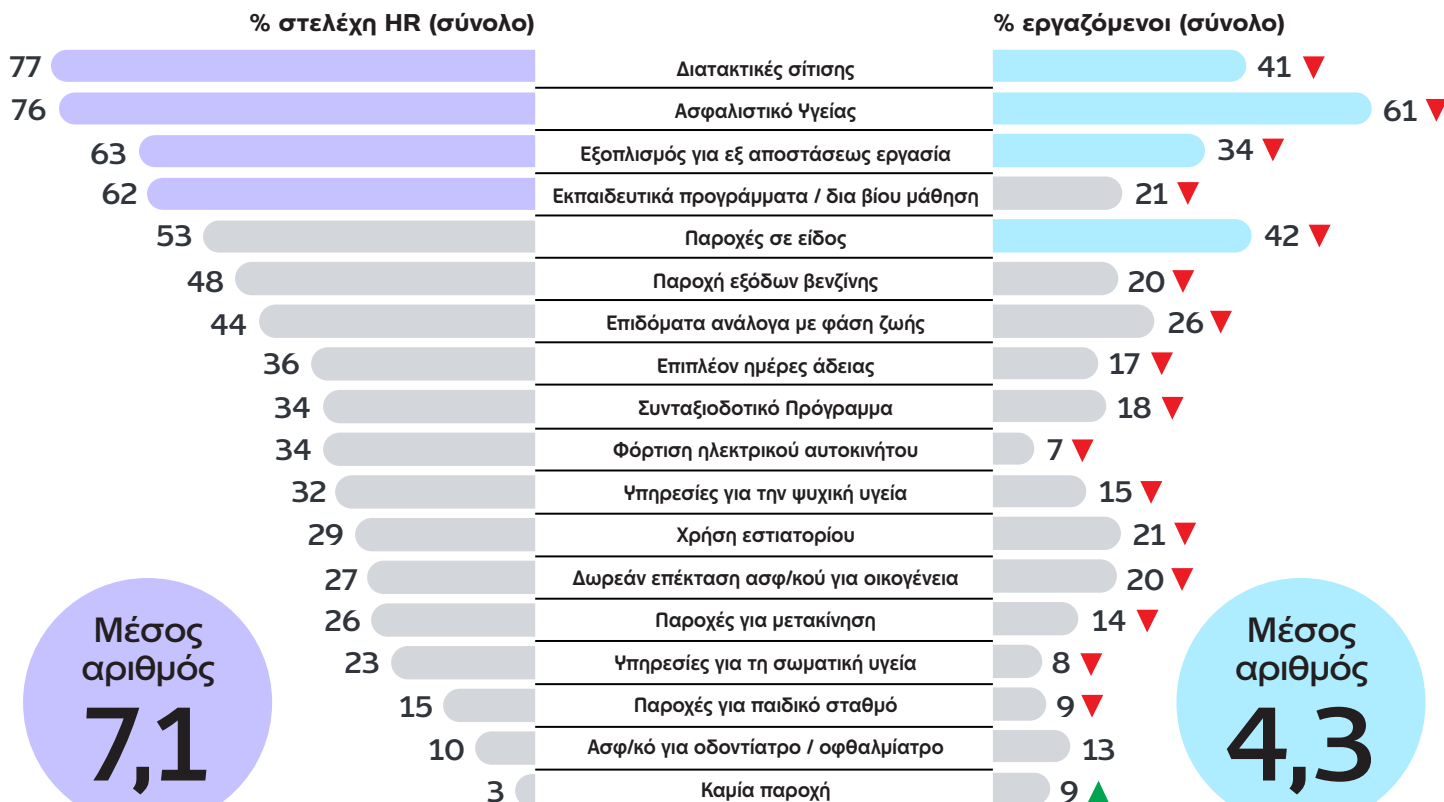 % στελέχη HR (σύνολο) % εργαζόμενοι (σύνολο)
77 Διατακτικές σίτισης 41
76 Ασφαλιστικό Υγείας 61
63 Εξοπλισμός για εξ αποστάσεως εργασία 34
62 Εκπαιδευτικά προγράμματα / δια βίου μάθηση 21
53 Παροχές σε είδος 42
48 Παροχή εξόδων βενζίνης 20
44 Επιδόματα ανάλογα με φάση ζωής 26
36 Επιπλέον ημέρες άδειας 17
34 Συνταξιοδοτικό Πρόγραμμα 18
34 Φόρτιση ηλεκτρικού αυτοκινήτου 7
32 Υπηρεσίες για την ψυχική υγεία 15
29 Χρήση εστιατορίου 21
27 Δωρεάν επέκταση ασφ/κού για οικογένεια 20
26 Παροχές για μετακίνηση 14
23 Υπηρεσίες για τη σωματική υγεία 8
15 Παροχές για παιδικό σταθμό 9
10 Ασφ/κό για οδοντίατρο / οφθαλμίατρο 13
3 Καμία παροχή 9
Μέσος
αριθμός
7,1
Μέσος
αριθμός
4,3